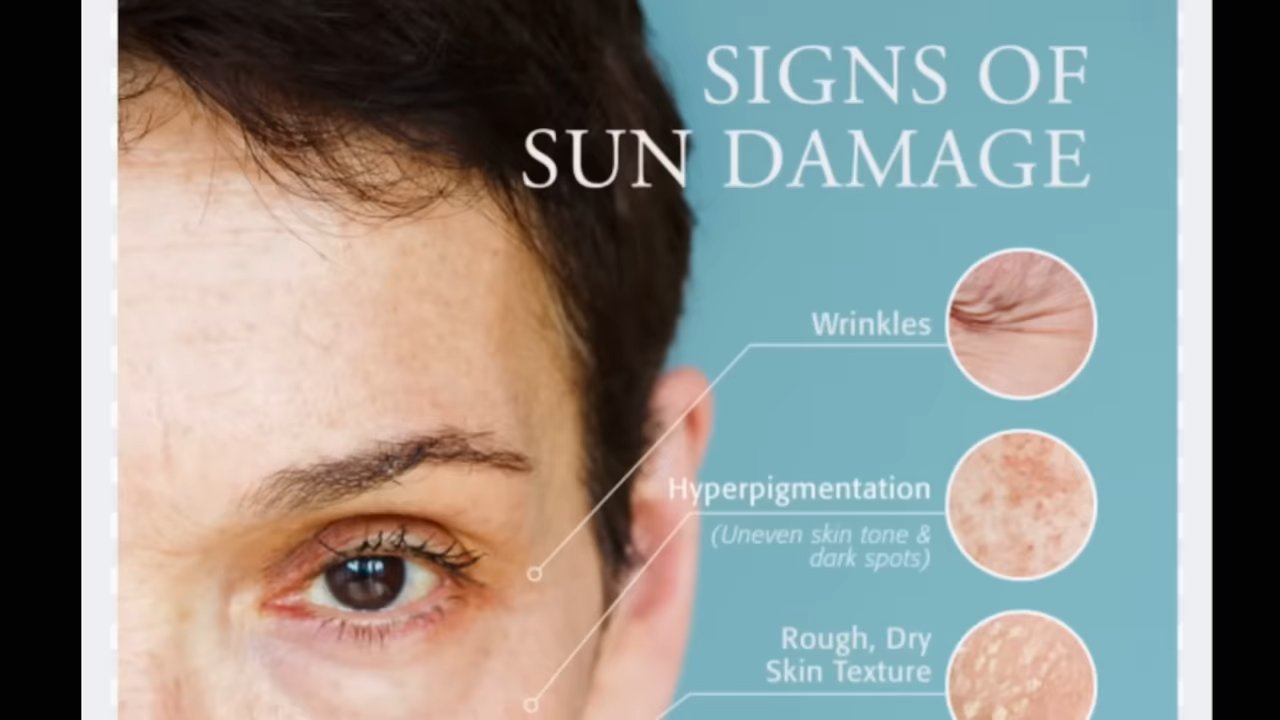 SIGNS OF
SUN DAMAGE
Wrinkles
Hyperpigmentation
(Uneven skin tone &
dark spots)
Rough, Dry
Skin Texture